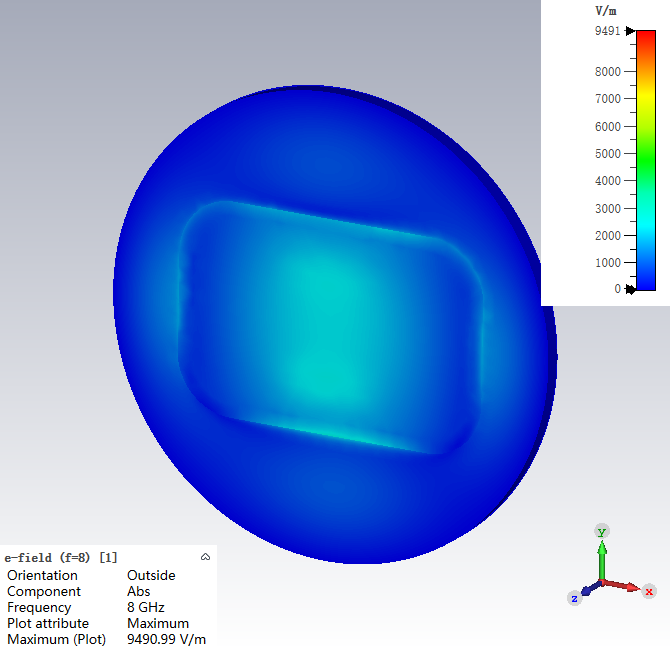 V/m
9491
8000
7000
6000
5000
4000
3000
2000
1000
0
y
x
z
e-field (f=8) [1]
Orientation Outside
Component Abs
Frequency 8 GHz
Plot attribute Maximum
Maximum (Plot) 9490.99 V/m